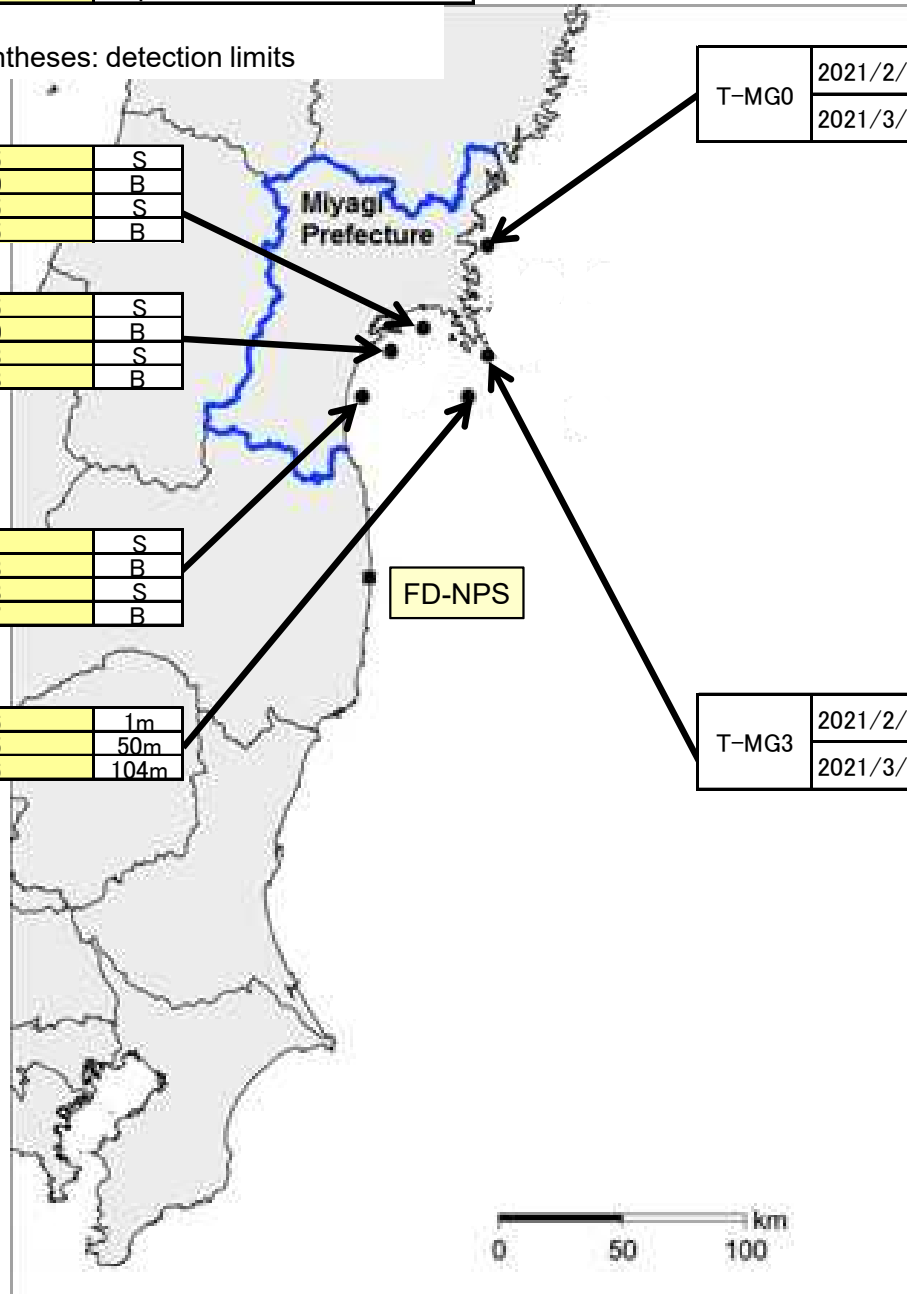 ntheses: detection limits
T-MG0
2021/2/
2021/3/
S
B
S
B
Miyagi
Prefecture
S
B
S
B
S
B
S
B
FD-NPS
1m
50m
104m
T-MG3
2021/2/
2021/3/
km
0 50 100